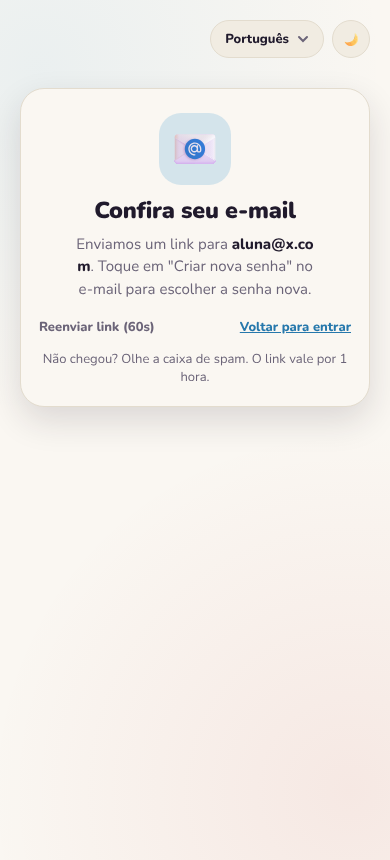 Português
Confira seu e-mail
Enviamos um link para aluna@x.co
m. Toque em "Criar nova senha" no
e-mail para escolher a senha nova.
Reenviar link (60s)
Voltar para entrar
Não chegou? Olhe a caixa de spam. O link vale por 1
hora.